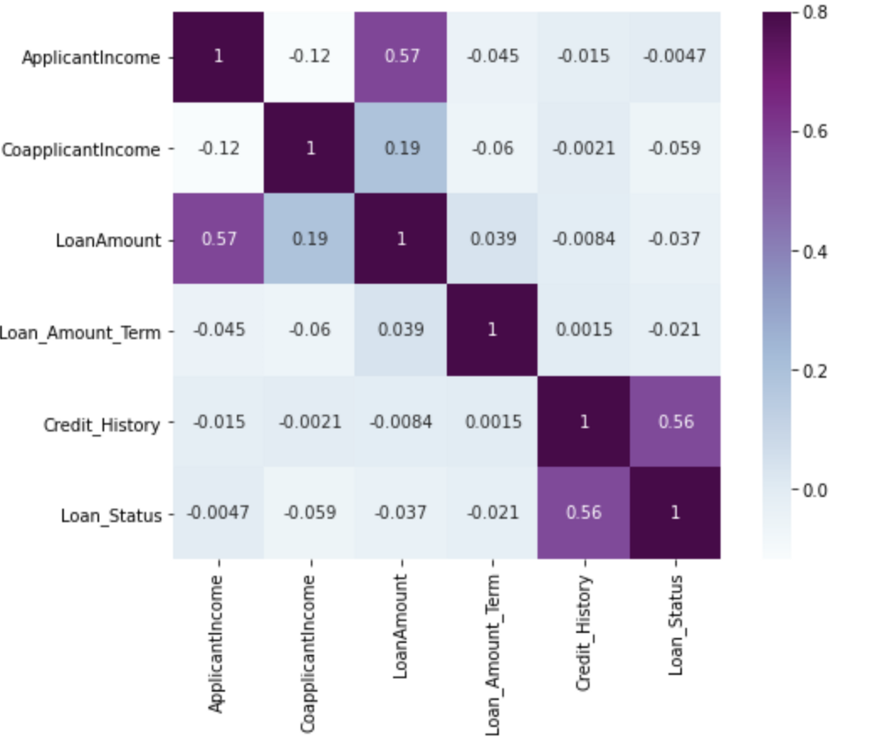 ApplicantIncome 1 -0.12 0.57 -0.045 -0.015 -0.0047
CoapplicantIncome -0.12 1 0.19 -0.06 -0.0021 -0.059
LoanAmount 0.57 0.19 1 0.039 -0.0084 -0.037
Loan_Amount_Term -0.045 -0.06 0.039 1 0.0015 -0.021
Credit_History -0.015 -0.0021 -0.0084 0.0015 1 0.56
Loan_Status -0.0047 -0.059 -0.037 -0.021 0.56 1
ApplicantIncome
CoapplicantIncome
LoanAmount
Loan_Amount_Term
Credit_History
Loan_Status
0.8
0.6
0.4
0.2
0.0